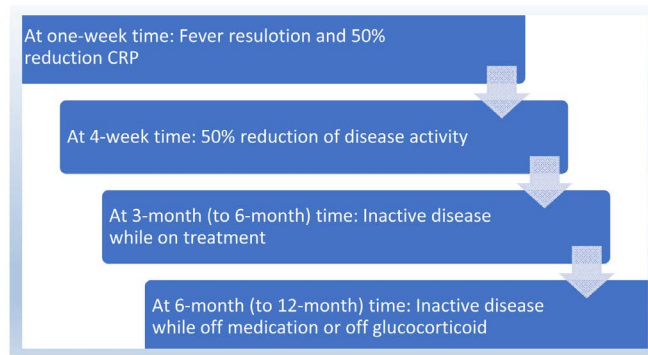 At one-week time: Fever resulotion and 50%
reduction CRP
At 4-week time: 50% reduction of disease activity
At 3-month (to 6-month) time: Inactive disease
while on treatment
At 6-month (to 12-month) time: Inactive disease
while off medication or off glucocorticoid